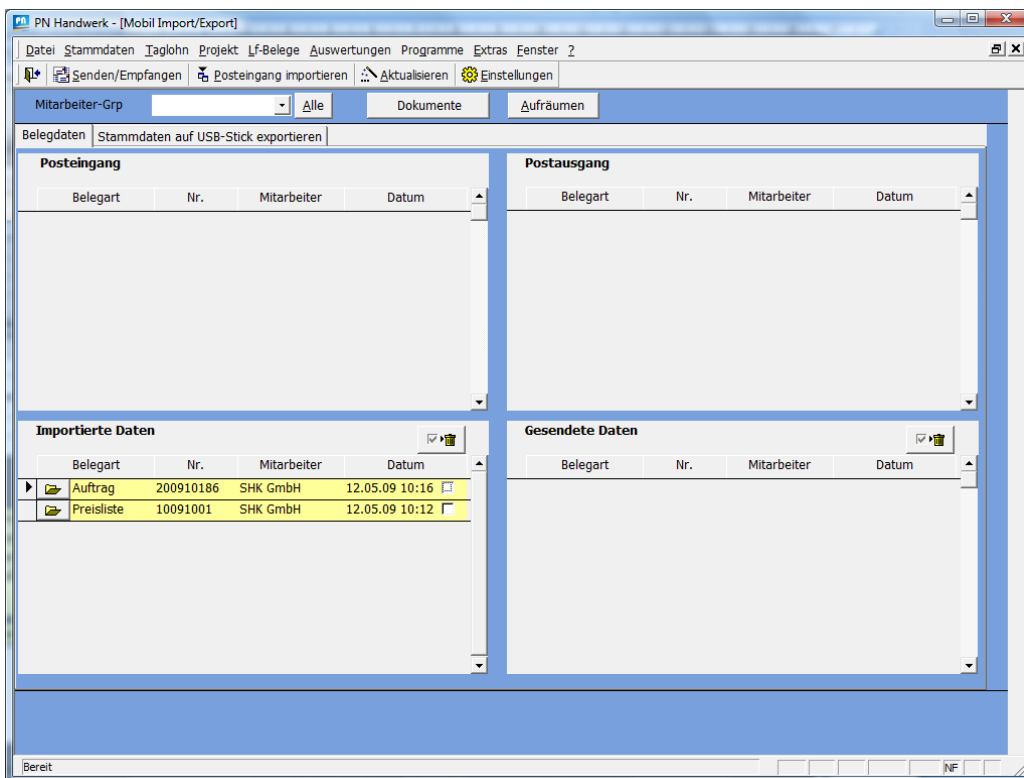 PN Handwerk - [Mobil Import/Export]
Datei Stammdaten Taglohn Projekt Lf-Belege Auswertungen Programme Extras Fenster ?
Senden/Empfangen Posteingang importieren Aktualisieren Einstellungen
Mitarbeiter-Grp Alle Dokumente Aufräumen
Belegdaten Stammdaten auf USB-Stick exportieren
Posteingang
Belegart Nr. Mitarbeiter Datum
Postausgang
Belegart Nr. Mitarbeiter Datum
Importierte Daten
Belegart Nr. Mitarbeiter Datum
Auftrag 200910186 SHK GmbH 12.05.09 10:16
Preisliste 10091001 SHK GmbH 12.05.09 10:12
Gesendete Daten
Belegart Nr. Mitarbeiter Datum
Bereit NF